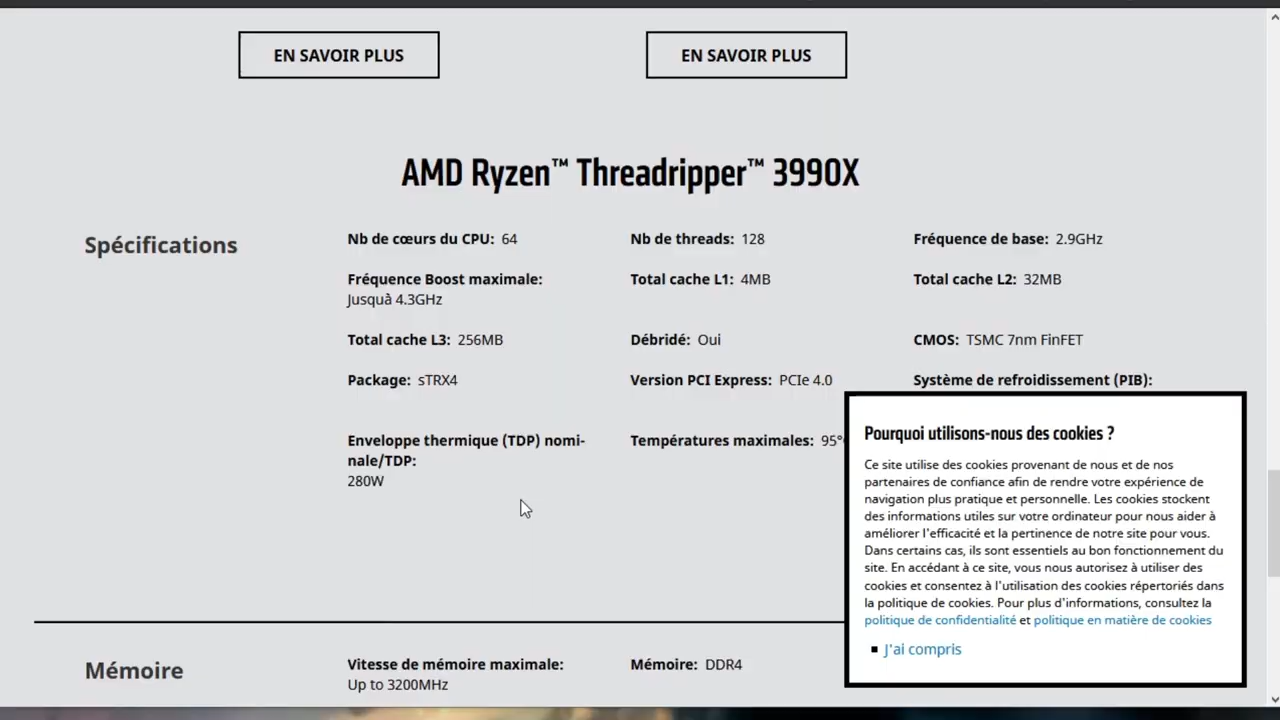 EN SAVOIR PLUS
EN SAVOIR PLUS
AMD Ryzen™ Threadripper™ 3990X
Spécifications
Nb de cœurs du CPU: 64
Nb de threads: 128
Fréquence de base: 2.9GHz
Fréquence Boost maximale:
Jusquà 4.3GHz
Total cache L1: 4MB
Total cache L2: 32MB
Total cache L3: 256MB
Débridé: Oui
CMOS: TSMC 7nm FinFET
Package: sTRX4
Version PCI Express: PCIe 4.0
Système de refroidissement (PIB):
Enveloppe thermique (TDP) nomi-
nale/TDP:
280W
Températures maximales: 95°
Mémoire
Vitesse de mémoire maximale:
Up to 3200MHz
Mémoire: DDR4
Pourquoi utilisons-nous des cookies ?
Ce site utilise des cookies provenant de nous et de nos
partenaires de confiance afin de rendre votre expérience de
navigation plus pratique et personnelle. Les cookies stockent
des informations utiles sur votre ordinateur pour nous aider à
améliorer l'efficacité et la pertinence de notre site pour vous.
Dans certains cas, ils sont essentiels au bon fonctionnement du
site. En accédant à ce site, vous nous autorisez à utiliser des
cookies et consentez à l'utilisation des cookies répertoriés dans
la politique de cookies. Pour plus d'informations, consultez la
politique de confidentialité et politique en matière de cookies
J'ai compris